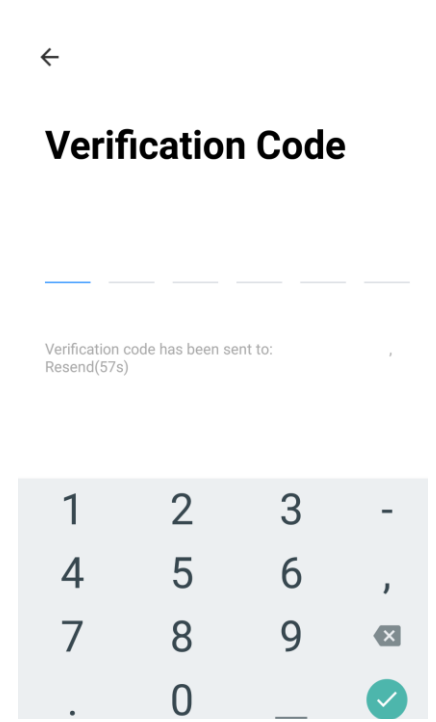 Verification Code
Verification code has been sent to: ,
Resend(57s)
1 2 3 -
4 5 6 ,
7 8 9
. 0 _